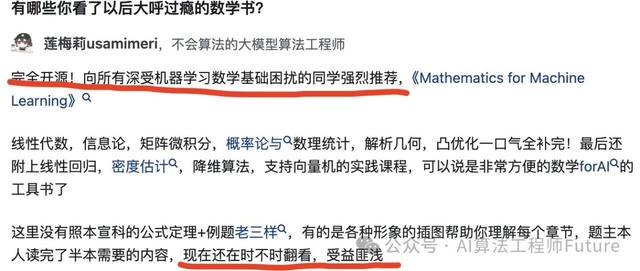 有哪些你看了以后大呼过瘾的数学书?
莲梅莉usamimeri，不会算法的大模型算法工程师
完全开源！向所有深受机器学习数学基础困扰的同学强烈推荐，《Mathematics for Machine
Learning》
线性代数，信息论，矩阵微积分，概率论与数理统计，解析几何，凸优化一口气全补完！最后还
附上线性回归，密度估计，降维算法，支持向量机的实践课程，可以说是非常方便的数学forAI的
工具书了
这里没有照本宣科的公式定理+例题老三样，有的是各种形象的插图帮助你理解每个章节，题主本
人读完了半本需要的内容，现在还在时不时翻看，受益匪浅
公众号·AI算法工程师Future